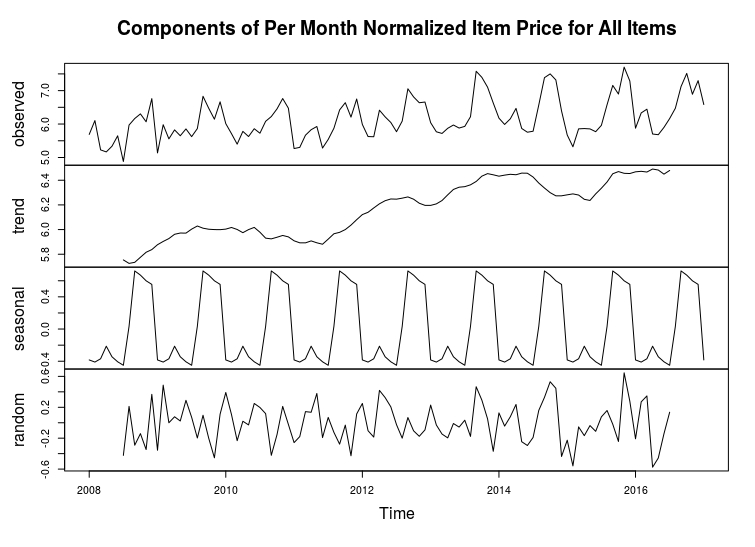 Components of Per Month Normalized Item Price for All Items
observed
5.0 6.0 7.0
trend
5.8 6.0 6.2 6.4
seasonal
-0.4 0.0 0.4
random
-0.6 -0.2 0.2 0.6
2008 2010 2012 2014 2016
Time